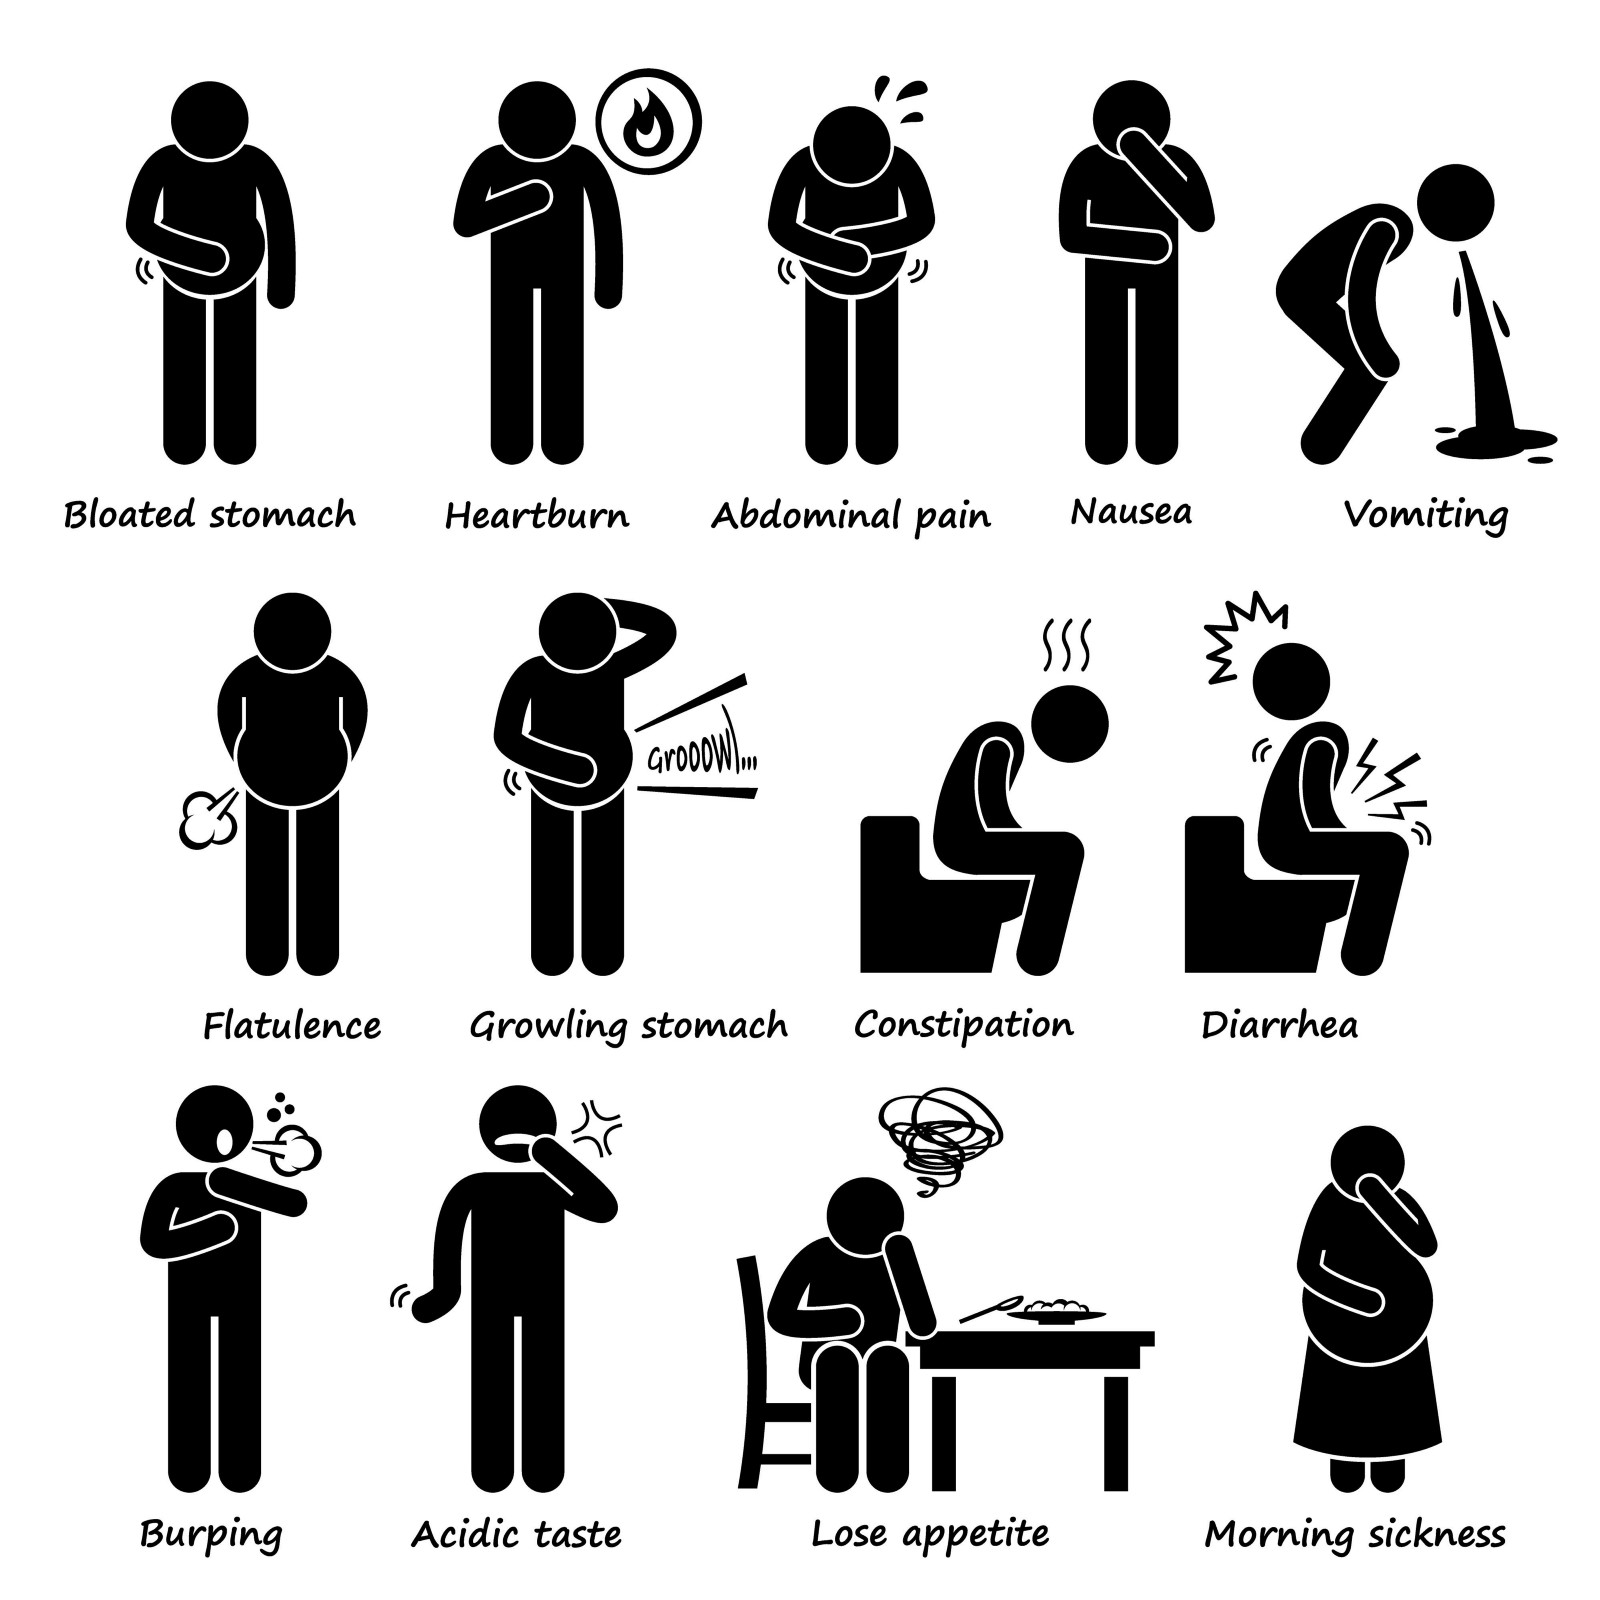 Bloated stomach
Heartburn
Abdominal pain
Nausea
Vomiting
GroooWl...
Flatulence
Growling stomach
Constipation
Diarrhea
Burping
Acidic taste
Lose appetite
Morning sickness